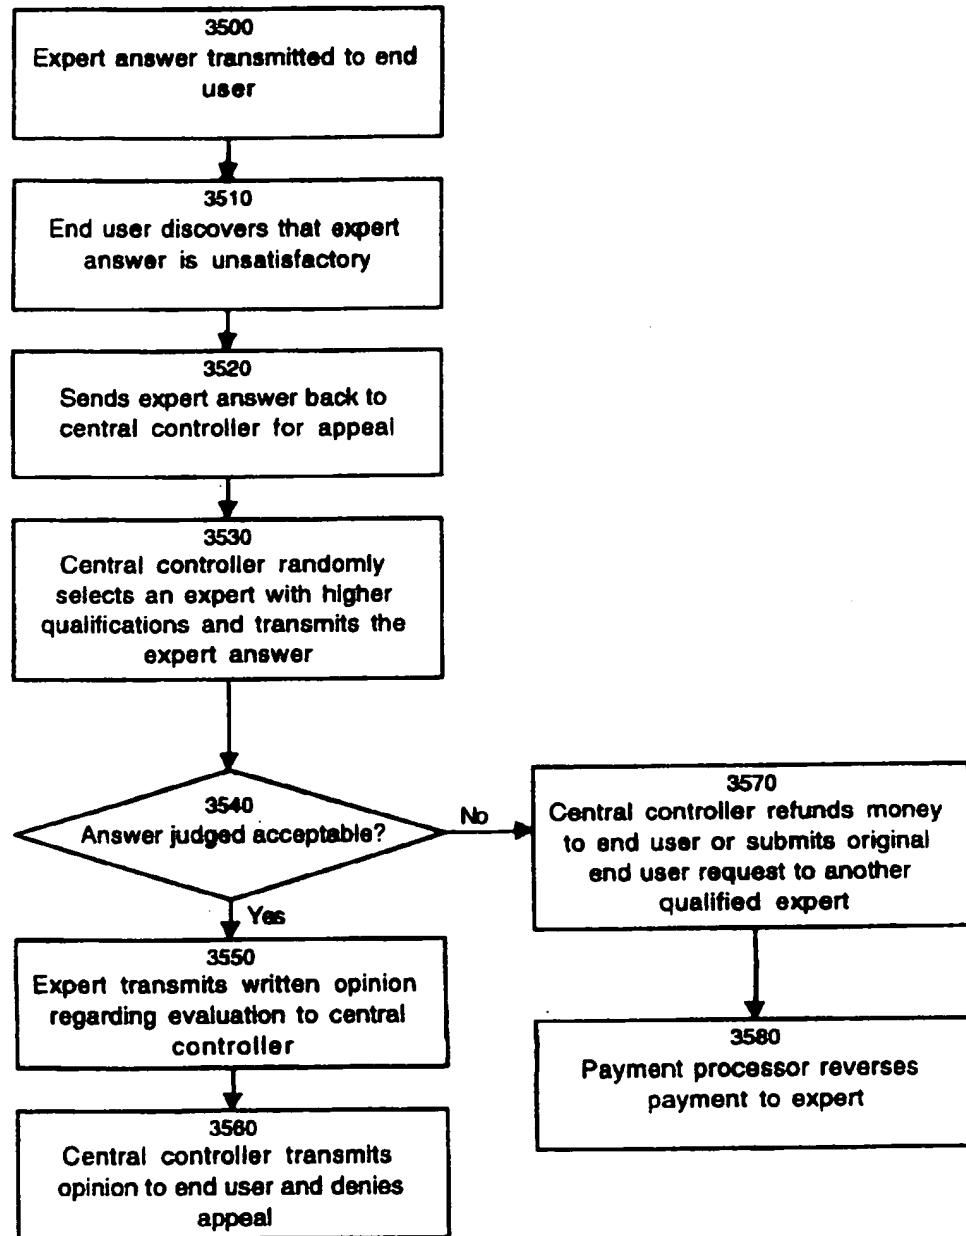 3500
Expert answer transmitted to end
user
3510
End user discovers that expert
answer is unsatisfactory
3520
Sends expert answer back to
central controller for appeal
3530
Central controller randomly
selects an expert with higher
qualifications and transmits the
expert answer
3540
Answer judged acceptable?
No
Yes
3570
Central controller refunds money
to end user or submits original
end user request to another
qualified expert
3550
Expert transmits written opinion
regarding evaluation to central
controller
3580
Payment processor reverses
payment to expert
3560
Central controller transmits
opinion to end user and denies
appeal